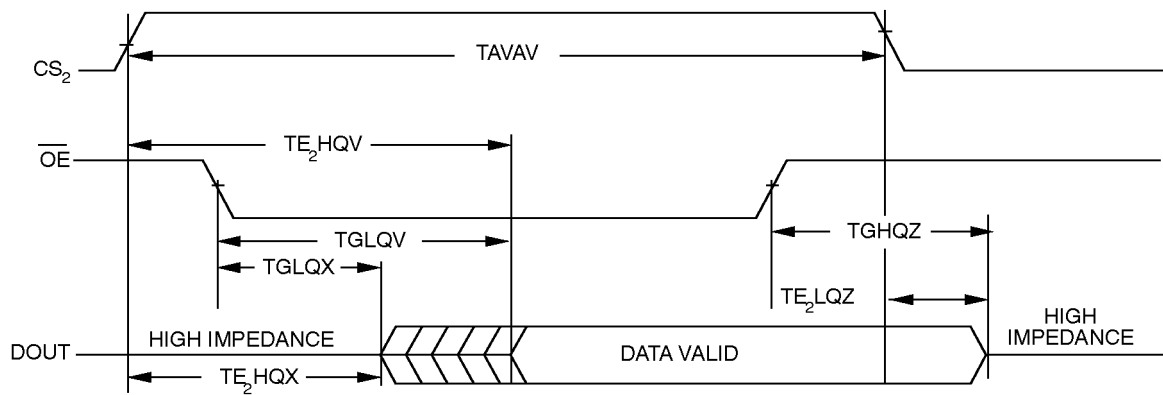 TAVAV
CS2
TE2HQV
OE
TGHQZ
TGLQV
TGLQX
TE2LQZ
HIGH IMPEDANCE
DATA VALID
HIGH
IMPEDANCE
DOUT
TE2HQX